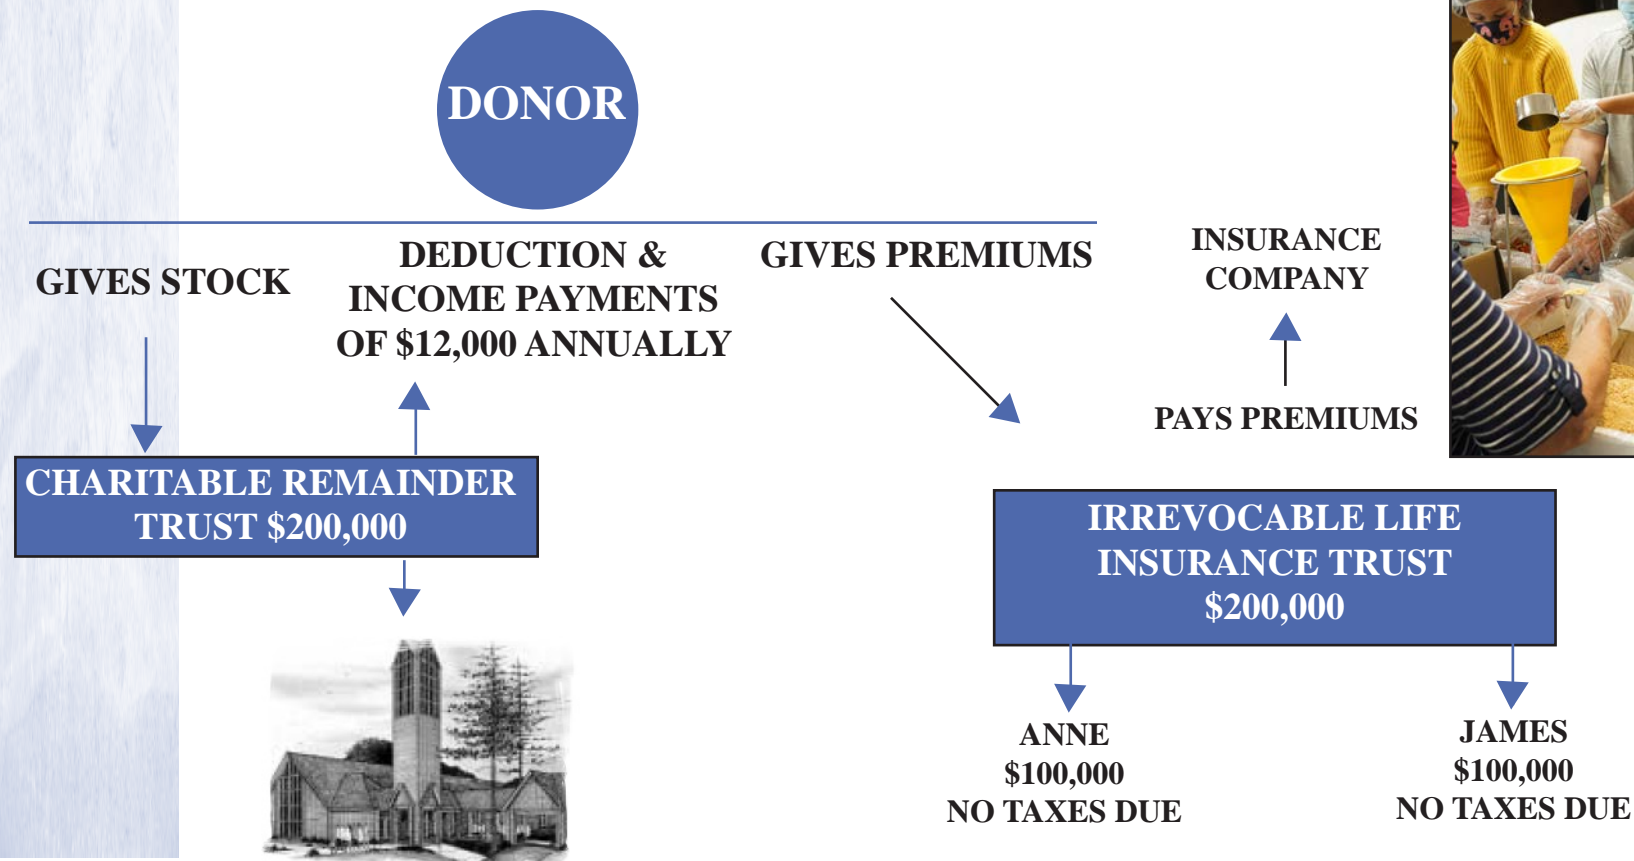 DONOR
GIVES STOCK
DEDUCTION &
INCOME PAYMENTS
OF $12,000 ANNUALLY
GIVES PREMIUMS
INSURANCE
COMPANY
PAYS PREMIUMS
CHARITABLE REMAINDER
TRUST $200,000
IRREVOCABLE LIFE
INSURANCE TRUST
$200,000
ANNE
$100,000
NO TAXES DUE
JAMES
$100,000
NO TAXES DUE